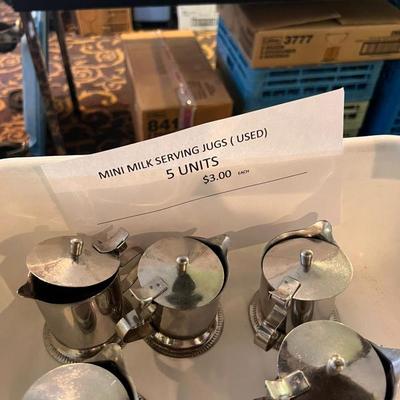 3777
841
MINI MILK SERVING JUGS ( USED)
5 UNITS
$3.00 EACH